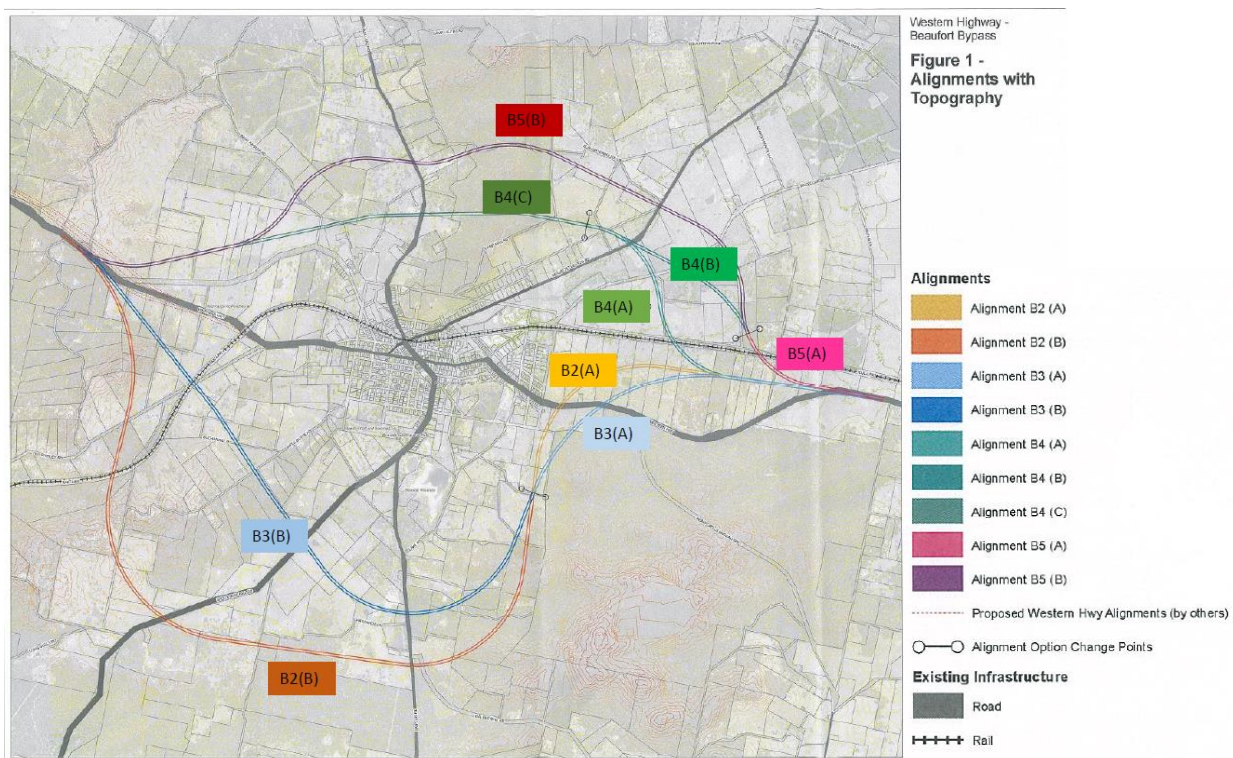 Western Highway -
Beaufort Bypass
Figure 1 -
Alignments with
Topography
B5(B)
B4(C)
B4(B)
B4(A)
B5(A)
B2(A)
B3(A)
B3(B)
B2(B)
Alignments
Alignment B2 (A)
Alignment B2 (B)
Alignment B3 (A)
Alignment B3 (B)
Alignment B4 (A)
Alignment B4 (B)
Alignment B4 (C)
Alignment B5 (A)
Alignment B5 (B)
Proposed Western Hwy Alignments (by others)
Alignment Option Change Points
Existing Infrastructure
Road
Rail